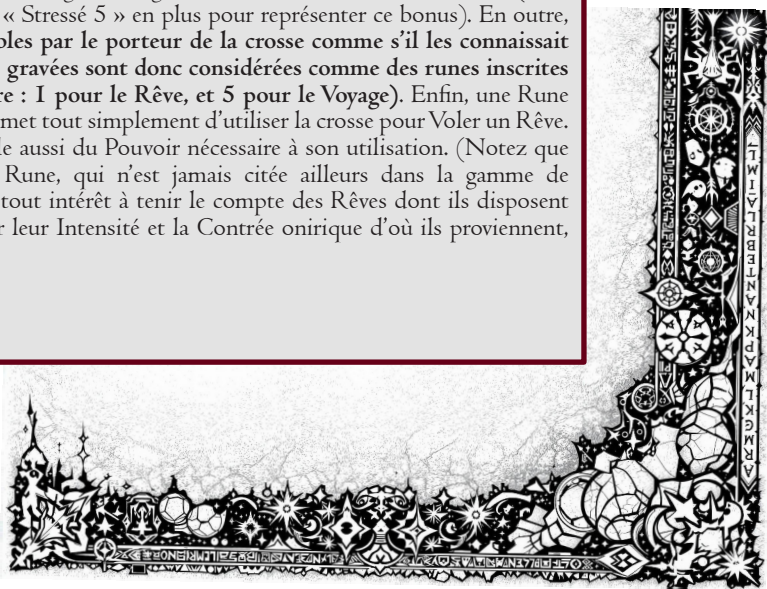 « Stressé 5 » en plus pour représenter ce bonus). En outre,
bles par le porteur de la crosse comme s'il les connaissait
gravées sont donc considérées comme des runes inscrites
re : 1 pour le Rêve, et 5 pour le Voyage). Enfin, une Rune
met tout simplement d'utiliser la crosse pour Voler un Rêve.
le aussi du Pouvoir nécessaire à son utilisation. (Notez que
Rune, qui n'est jamais citée ailleurs dans la gamme de
tout intérêt à tenir le compte des Rêves dont ils disposent
r leur Intensité et la Contrée onirique d'où ils proviennent,